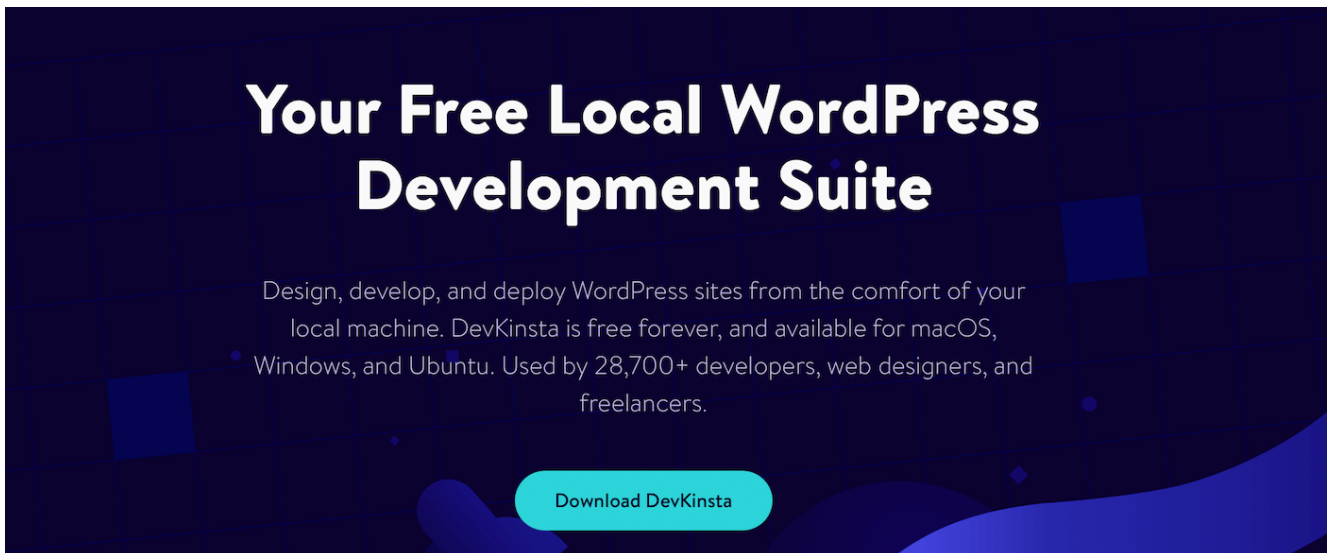 Your Free Local WordPress
Development Suite
Design, develop, and deploy WordPress sites from the comfort of your
local machine. DevKinsta is free forever, and available for macOS,
Windows, and Ubuntu. Used by 28,700+ developers, web designers, and
freelancers.
Download DevKinsta